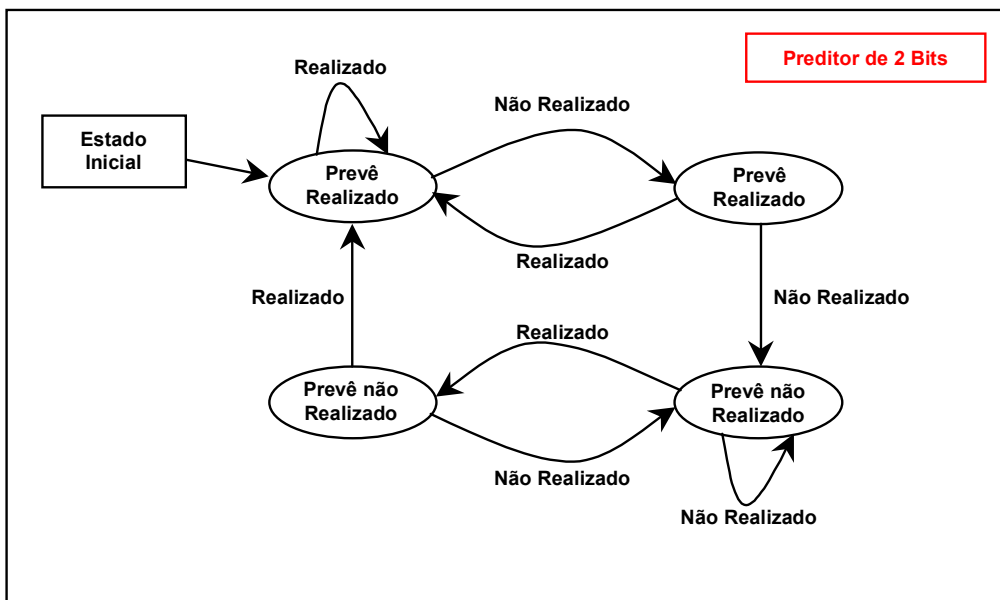 Preditor de 2 Bits
Realizado
Não Realizado
Estado
Inicial
Prevê
Realizado
Prevê
Realizado
Realizado
Realizado
Não Realizado
Realizado
Prevê não
Realizado
Prevê não
Realizado
Não Realizado
Não Realizado